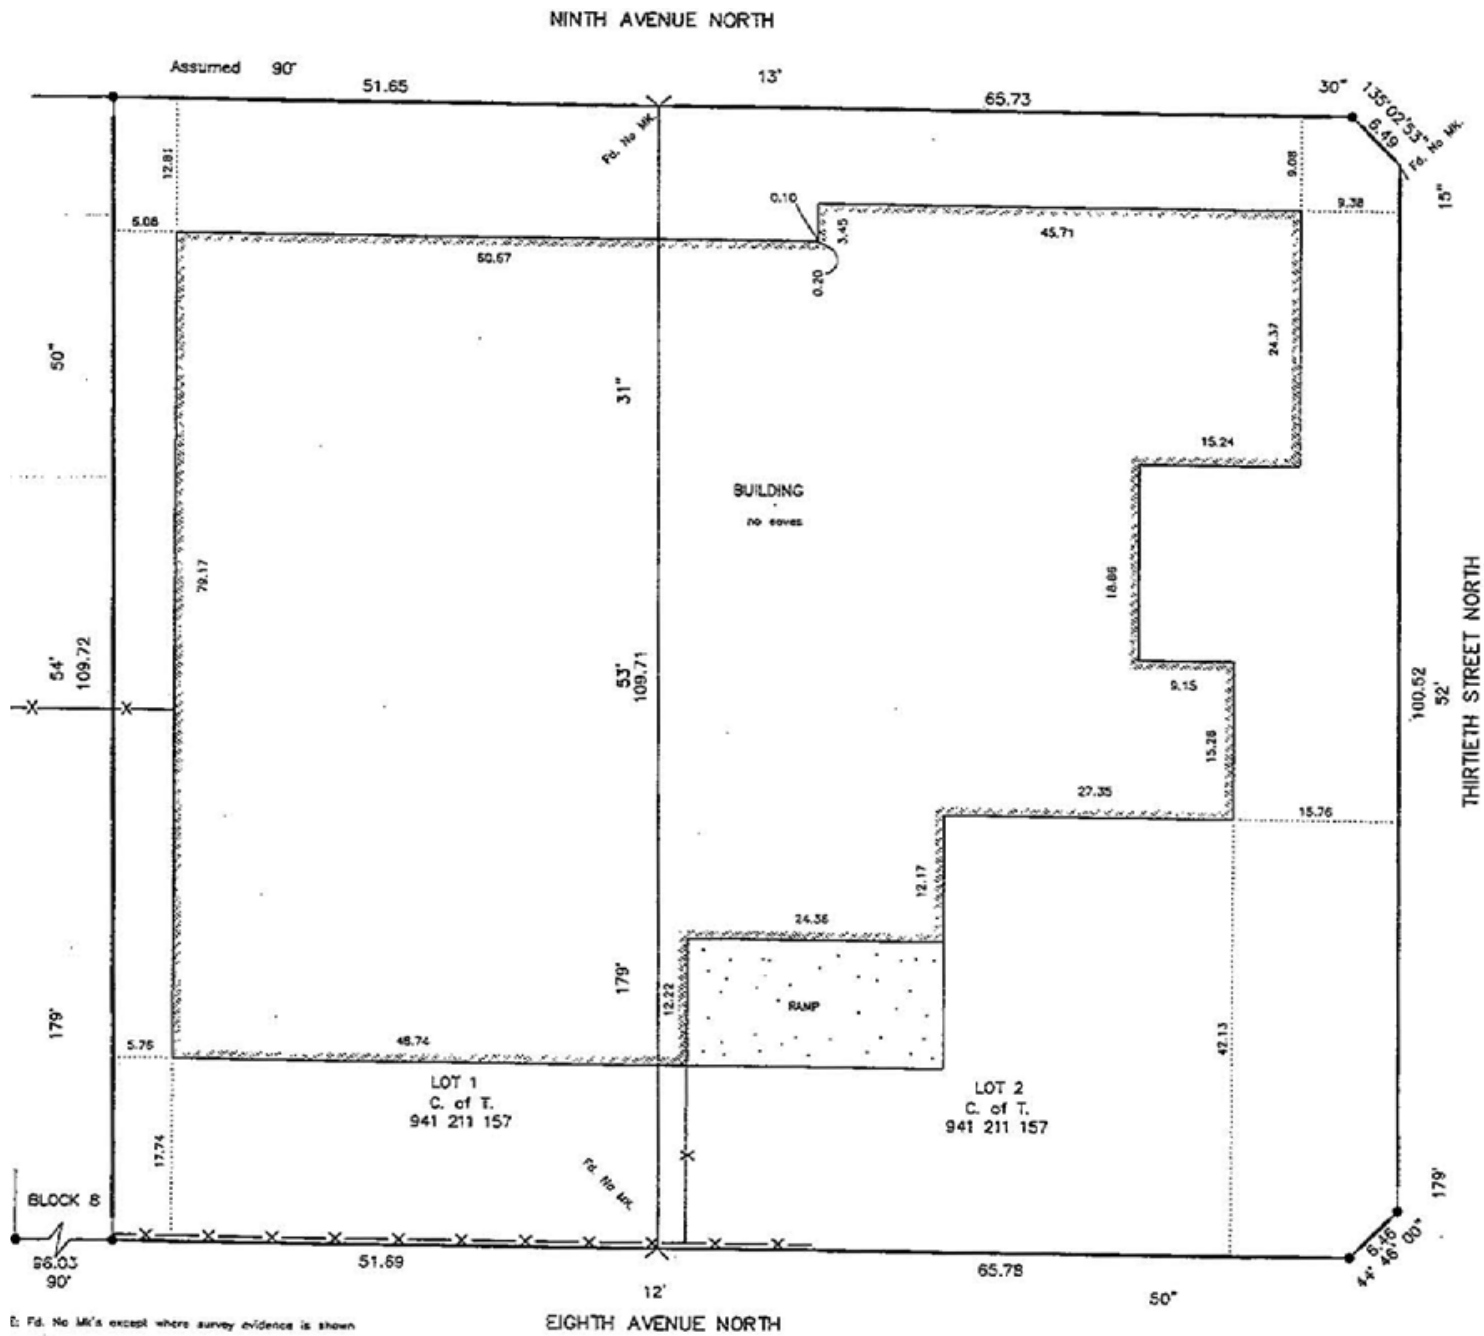 NINTH AVENUE NORTH
Assumed 90°
51.65
13'
65.73
30"
135°02'53"
6.49
Fd. No MK.
Fd. No MK.
15"
12.81
9.08
6.08
0.10
3.45
45.71
9.38
60.67
0.20
50"
31"
24.37
15.24
BUILDING
no eaves
79.17
18.86
54'
109.72
53'
109.71
9.15
100.52
52'
THIRTIETH STREET NORTH
15.28
27.35
15.76
12.17
24.36
179°
179°
12.22
RAMP
42.13
5.76
48.74
LOT 1
C. of T.
941 211 157
LOT 2
C. of T.
941 211 157
17.74
Fd. No MK.
179°
BLOCK 8
96.03
90°
51.69
12'
65.78
50"
6.46
44° 46' 00"
E: Fd. No Mk's except where survey evidence is shown
EIGHTH AVENUE NORTH